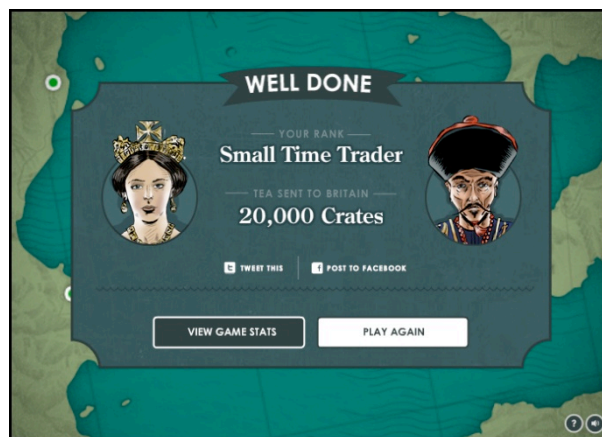 WELL DONE
YOUR RANK
Small Time Trader
TEA SENT TO BRITAIN
20,000 Crates
TWEET THIS
f POST TO FACEBOOK
VIEW GAME STATS
PLAY AGAIN
?